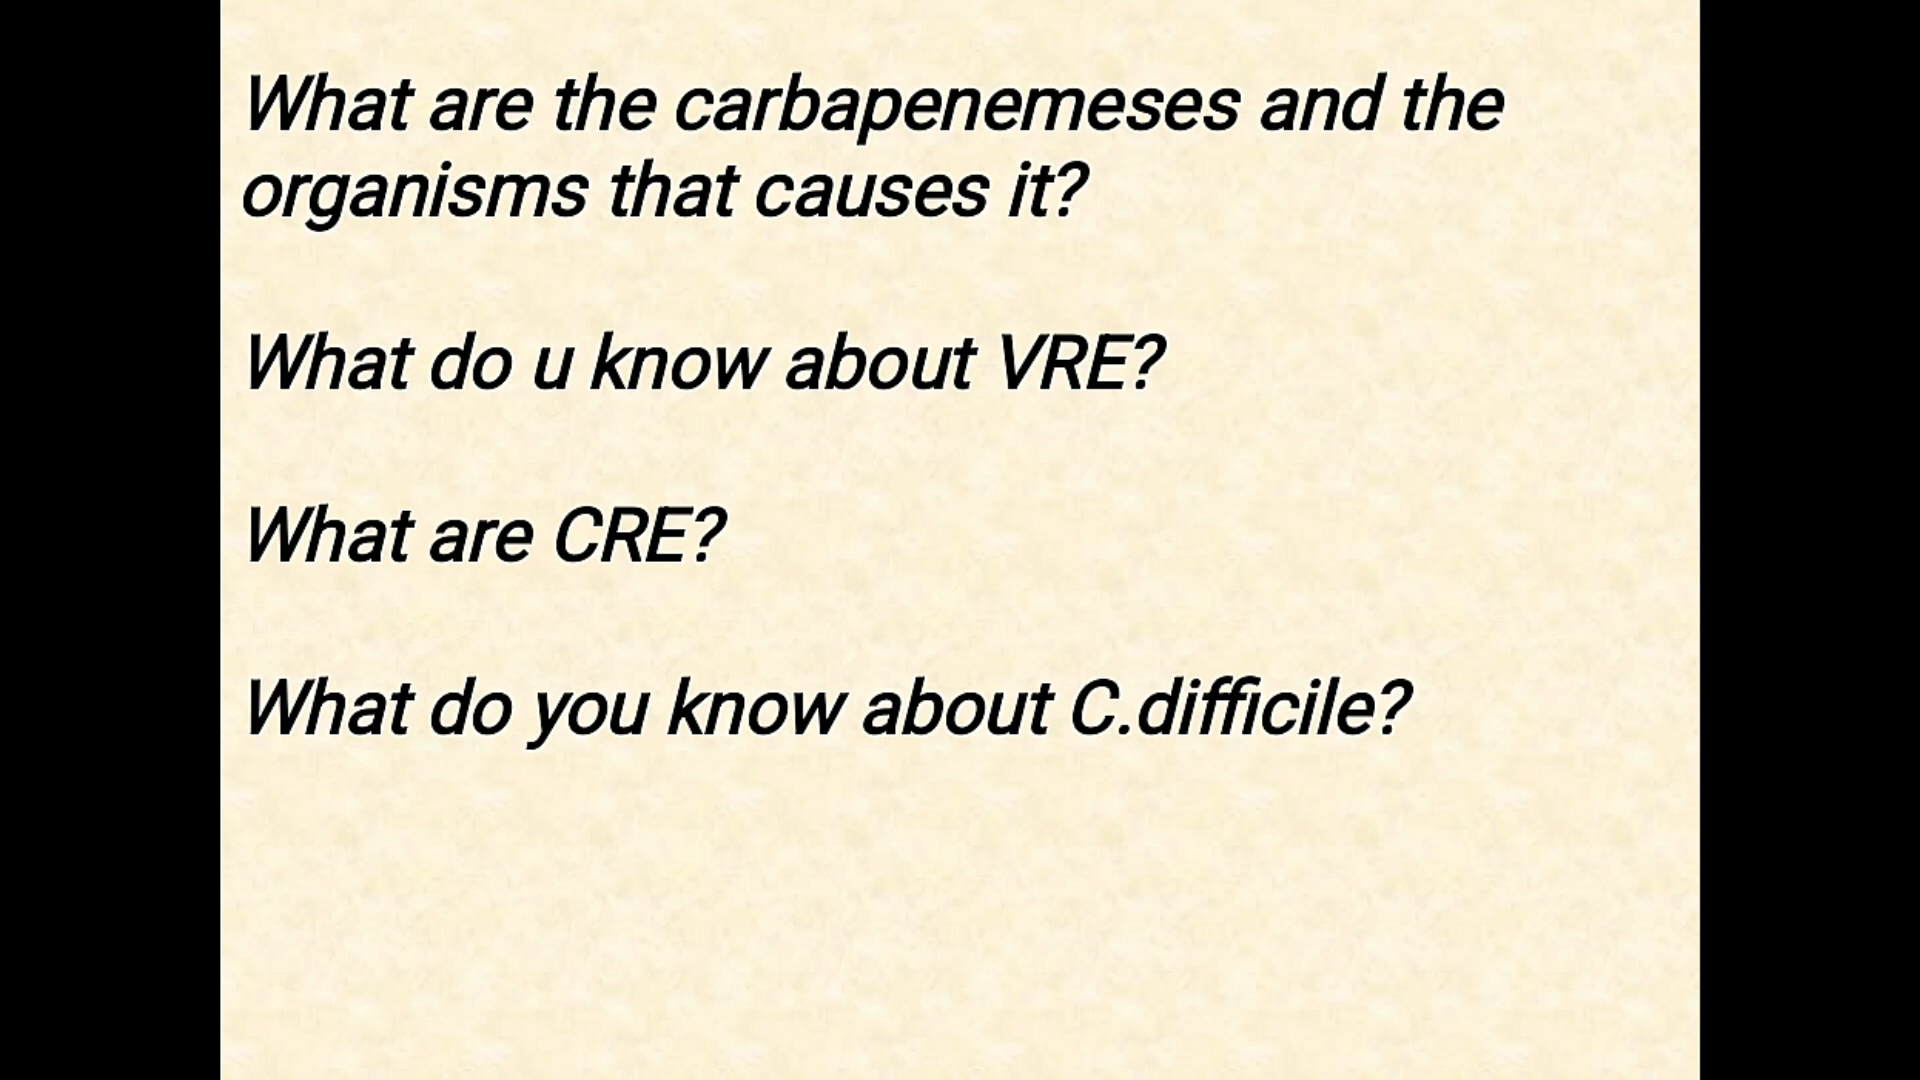 What are the carbapenemeses and the
organisms that causes it?
What do u know about VRE?
What are CRE?
What do you know about C.difficile?